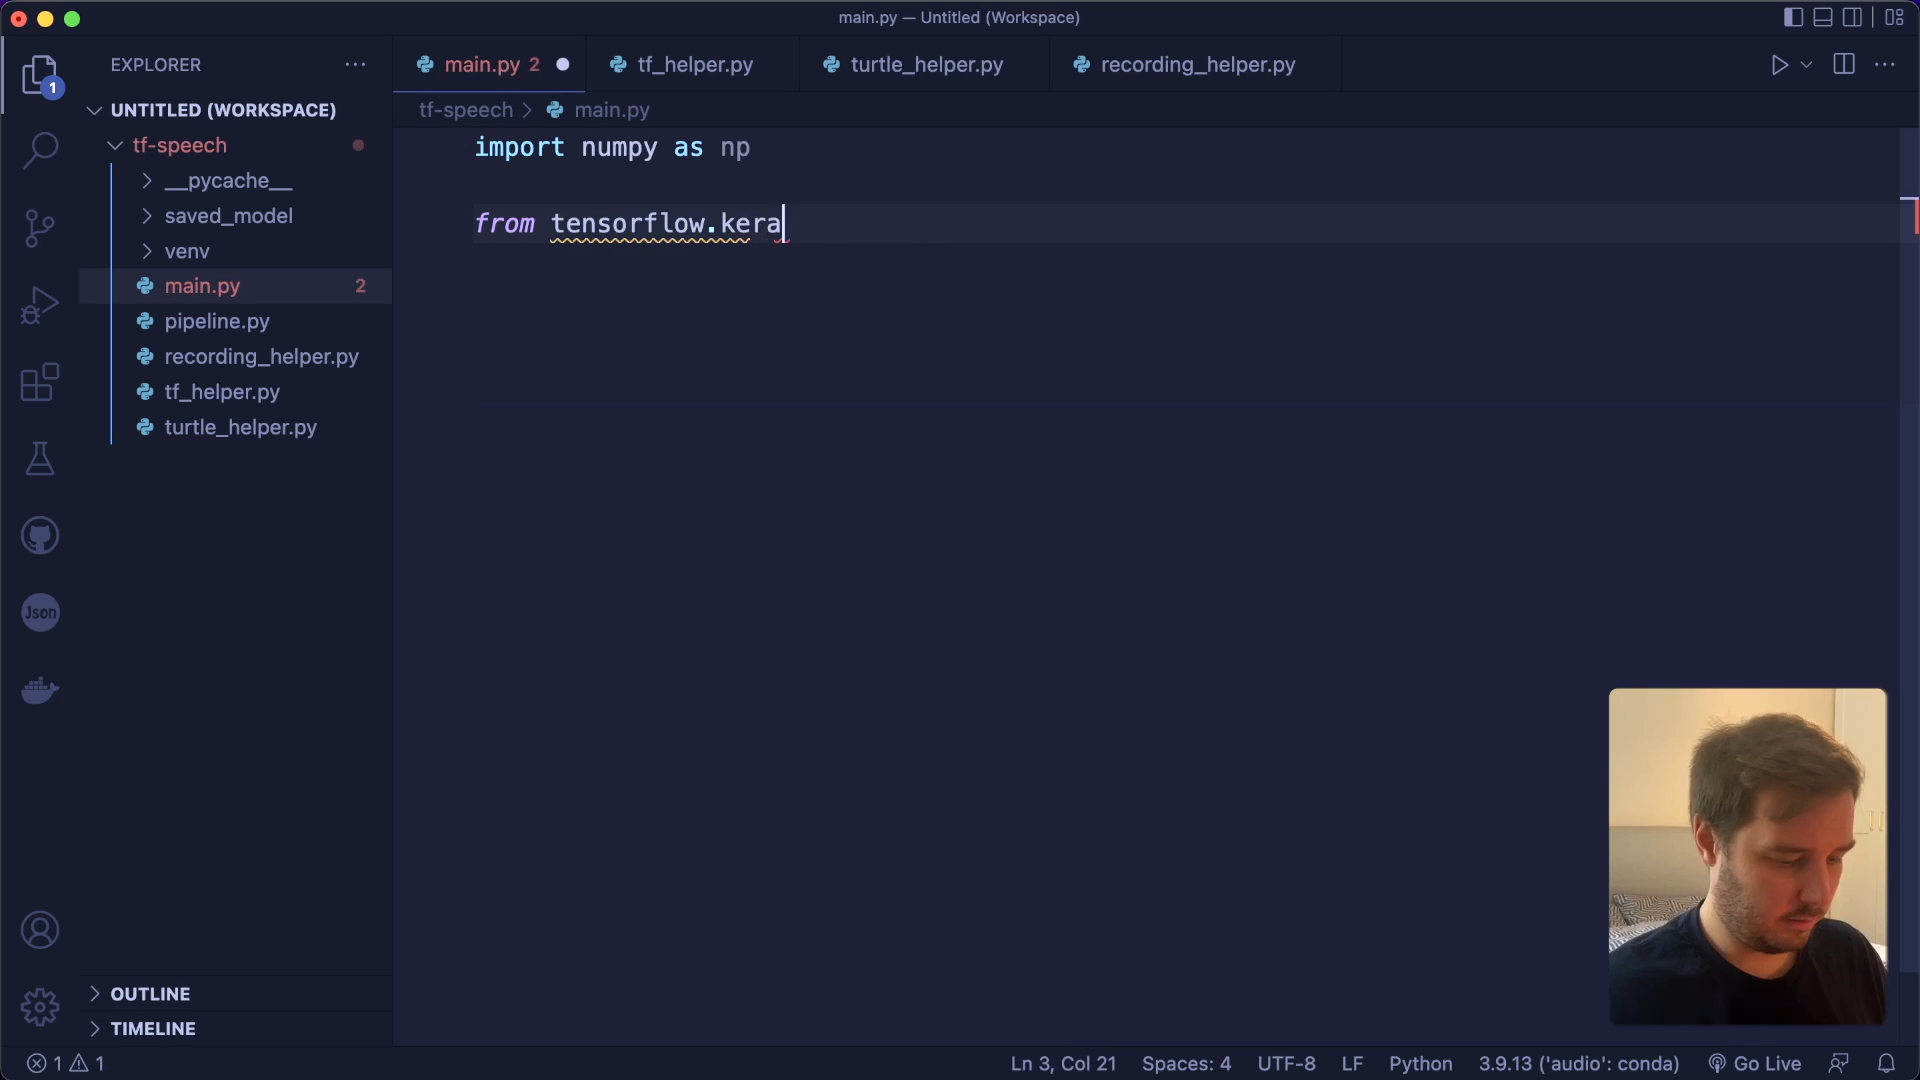 main.py — Untitled (Workspace)
EXPLORER
main.py 2
tf_helper.py
turtle_helper.py
recording_helper.py
1
UNTITLED (WORKSPACE)
tf-speech > main.py
tf-speech
__pycache__
saved_model
venv
main.py 2
pipeline.py
recording_helper.py
tf_helper.py
turtle_helper.py
import numpy as np
from tensorflow.kera
Json
OUTLINE
TIMELINE
1 1
Ln 3, Col 21 Spaces: 4 UTF-8 LF Python 3.9.13 ('audio': conda) Go Live